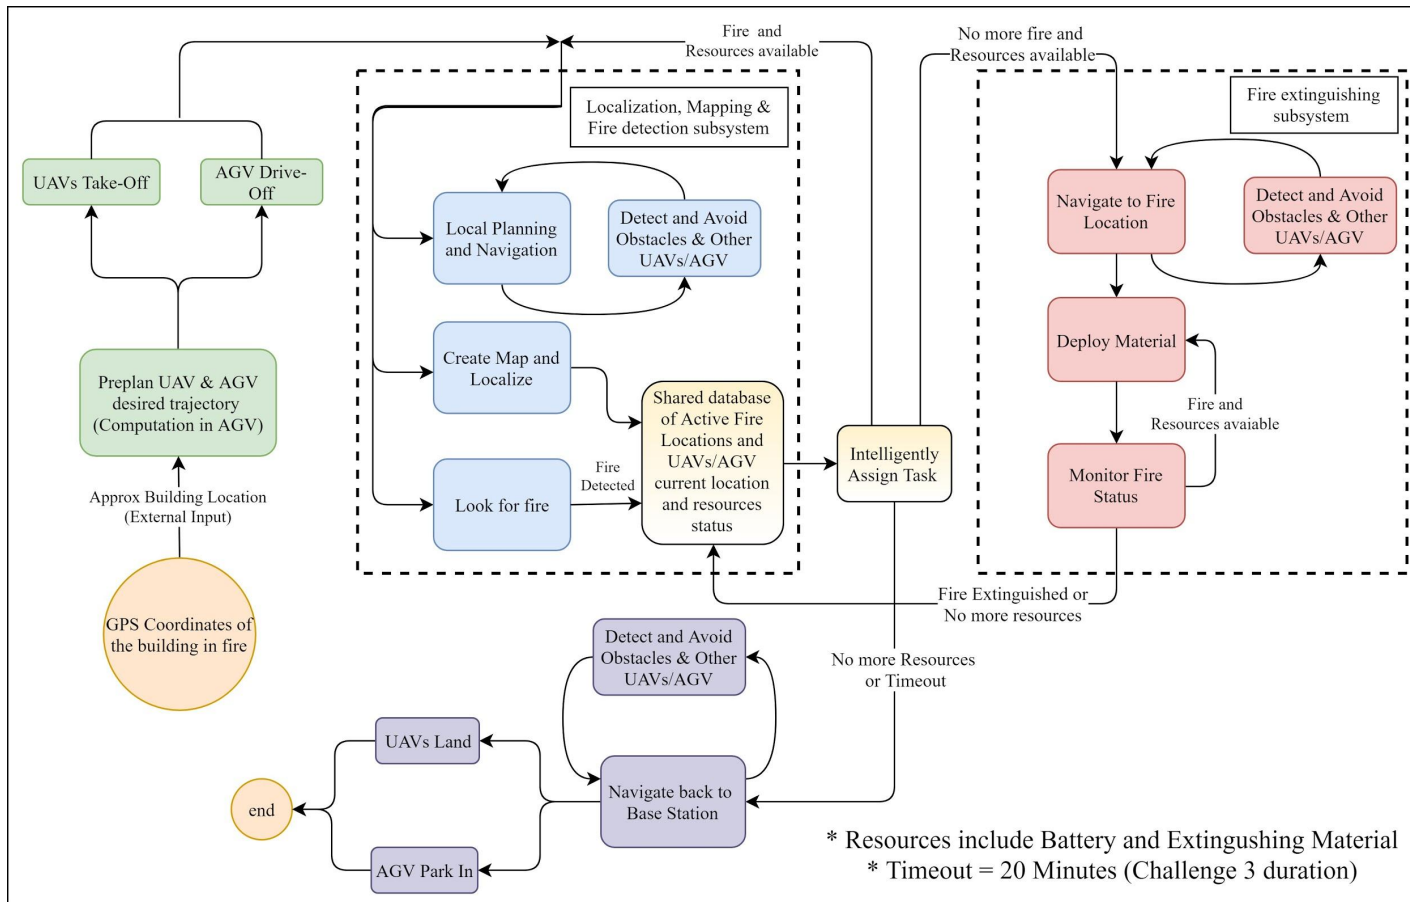 Fire and
Resources available
No more fire and
Resources available
Localization, Mapping &
Fire detection subsystem
Fire extinguishing
subsystem
UAVs Take-Off
AGV Drive-
Off
Local Planning
and Navigation
Detect and Avoid
Obstacles & Other
UAVs/AGV
Navigate to Fire
Location
Detect and Avoid
Obstacles & Other
UAVs/AGV
Preplan UAV & AGV
desired trajectory
(Computation in AGV)
Create Map and
Localize
Deploy Material
Shared database
of Active Fire
Locations and
UAVs/AGV
current location
and resources
status
Intelligently
Assign Task
Fire and
Resources avaiable
Approx Building Location
(External Input)
Look for fire
Fire
Detected
Monitor Fire
Status
GPS Coordinates of
the building in fire
Fire Extinguished or
No more resources
Detect and Avoid
Obstacles & Other
UAVs/AGV
No more Resources
or Timeout
UAVs Land
end
Navigate back to
Base Station
AGV Park In
* Resources include Battery and Extingushing Material
* Timeout = 20 Minutes (Challenge 3 duration)